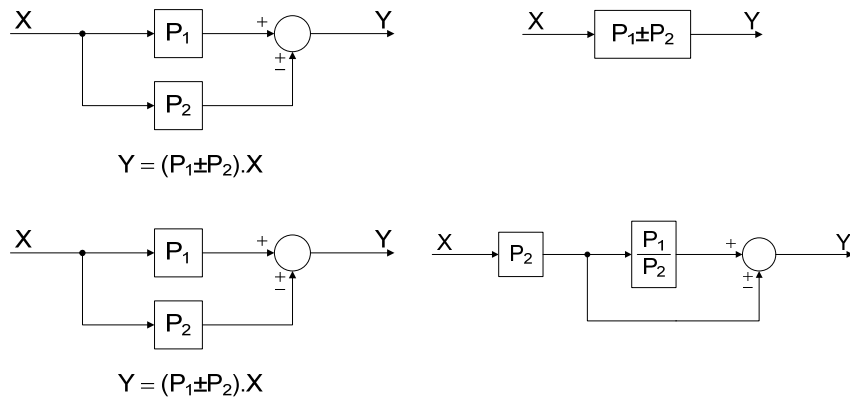 X P₁ + ± Y
P₂
Y = (P₁±P₂).X
X P₁±P₂ Y
X P₁ + ± Y
P₂
Y = (P₁±P₂).X
X P₂ P₁ + ± Y
P₂